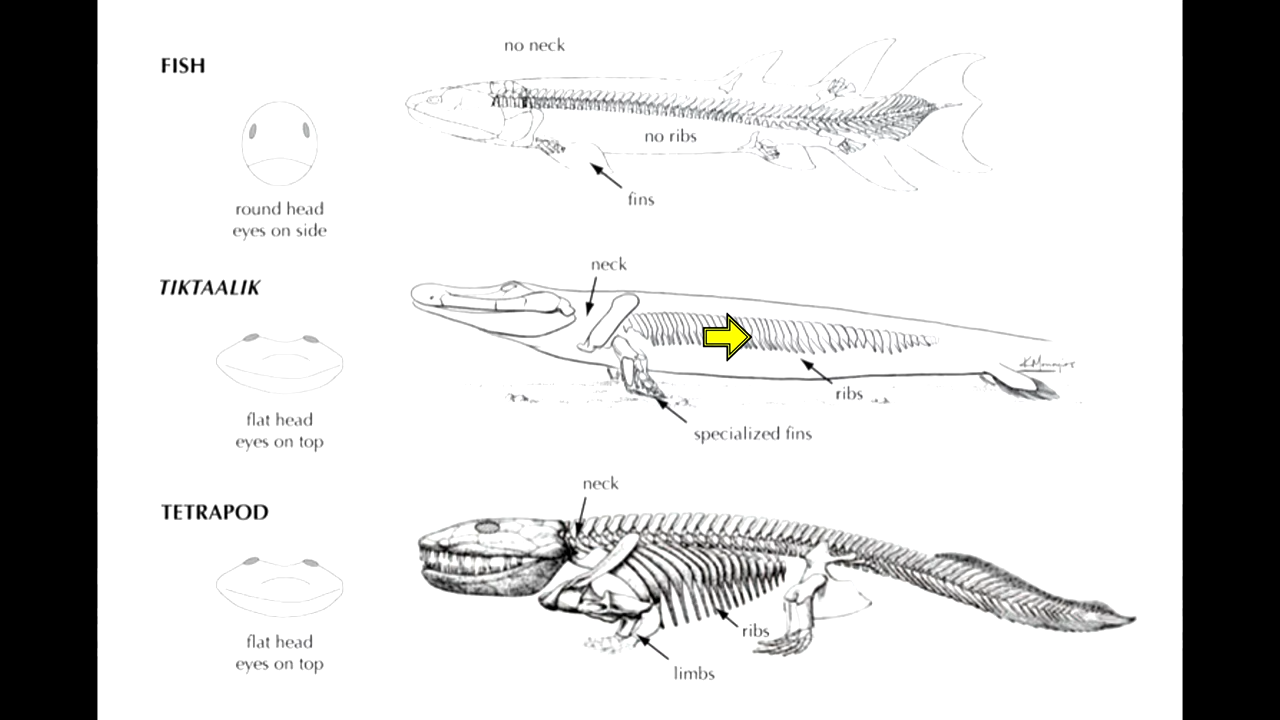 FISH
no neck
no ribs
fins
round head
eyes on side
TIKTAALIK
neck
ribs
specialized fins
flat head
eyes on top
TETRAPOD
neck
ribs
limbs
flat head
eyes on top